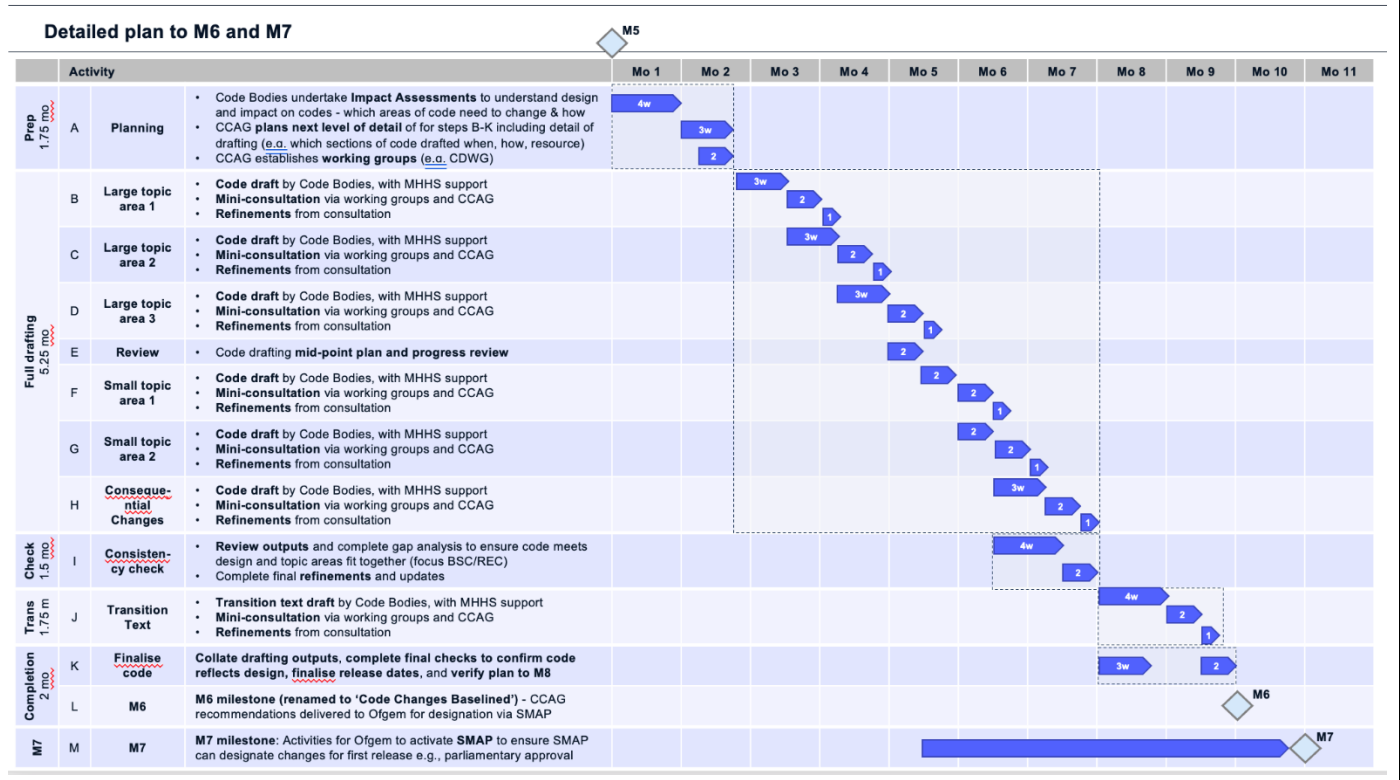 Detailed plan to M6 and M7
M5
Activity
Mo 1 Mo 2 Mo 3 Mo 4 Mo 5 Mo 6 Mo 7 Mo 8 Mo 9 Mo 10 Mo 11
Prep
1.75 mo
A
Planning
• Code Bodies undertake Impact Assessments to understand design
and impact on codes - which areas of code need to change & how
• CCAG plans next level of detail of for steps B-K including detail of
drafting (e.g. which sections of code drafted when, how, resource)
• CCAG establishes working groups (e.g. CDWG)
4w
3w
2
Full drafting
5.25 mo
B
Large topic
area 1
• Code draft by Code Bodies, with MHHS support
• Mini-consultation via working groups and CCAG
• Refinements from consultation
3w
2
1
C
Large topic
area 2
• Code draft by Code Bodies, with MHHS support
• Mini-consultation via working groups and CCAG
• Refinements from consultation
3w
2
1
D
Large topic
area 3
• Code draft by Code Bodies, with MHHS support
• Mini-consultation via working groups and CCAG
• Refinements from consultation
3w
2
1
E
Review
• Code drafting mid-point plan and progress review
2
F
Small topic
area 1
• Code draft by Code Bodies, with MHHS support
• Mini-consultation via working groups and CCAG
• Refinements from consultation
2
2
1
G
Small topic
area 2
• Code draft by Code Bodies, with MHHS support
• Mini-consultation via working groups and CCAG
• Refinements from consultation
2
2
1
H
Conseque-
ntial
Changes
• Code draft by Code Bodies, with MHHS support
• Mini-consultation via working groups and CCAG
• Refinements from consultation
3w
2
1
Check
1.5 mo
I
Consisten-
cy check
• Review outputs and complete gap analysis to ensure code meets
design and topic areas fit together (focus BSC/REC)
• Complete final refinements and updates
4w
2
Trans
1.75 m
J
Transition
Text
• Transition text draft by Code Bodies, with MHHS support
• Mini-consultation via working groups and CCAG
• Refinements from consultation
4w
2
1
Completion
2 mo
K
Finalise
code
Collate drafting outputs, complete final checks to confirm code
reflects design, finalise release dates, and verify plan to M8
3w
2
L
M6
M6 milestone (renamed to ‘Code Changes Baselined’) - CCAG
recommendations delivered to Ofgem for designation via SMAP
M6
M7
M
M7
M7 milestone: Activities for Ofgem to activate SMAP to ensure SMAP
can designate changes for first release e.g., parliamentary approval
M7